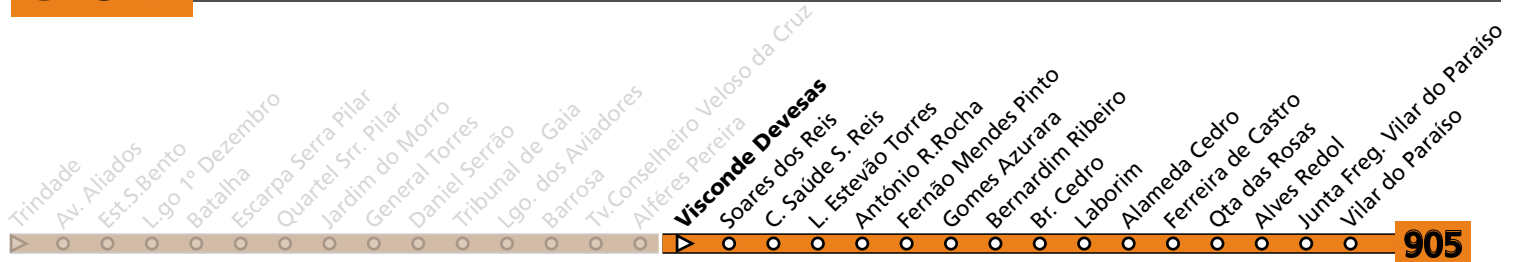 Trindade
Av. Aliados
Est.S.Bento
L.go 1º Dezembro
Batalha
Escarpa Serra Pilar
Quartel Srr. Pilar
Jardim do Morro
General Torres
Daniel Serrão
Tribunal de Gaia
Lgo. dos Aviadores
Barrosa
Tv.Conselheiro Veloso da Cruz
Alféres Pereira
Visconde Devesas
Soares dos Reis
C. Saúde S. Reis
L. Estevão Torres
António R.Rocha
Fernão Mendes Pinto
Gomes Azurara
Bernardim Ribeiro
Br. Cedro
Laborim
Alameda Cedro
Ferreira de Castro
Qta das Rosas
Alves Redol
Junta Freg. Vilar do Paraíso
Vilar do Paraíso
905